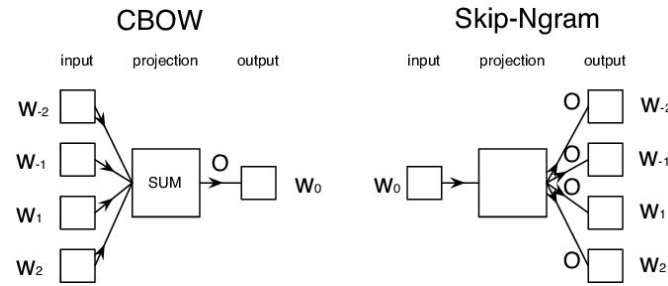 CBOW
input projection output
w-2
w-1
w1
w2
SUM
O
w0
Skip-Ngram
input projection output
w0
O
O
O
O
w-2
w-1
w1
w2